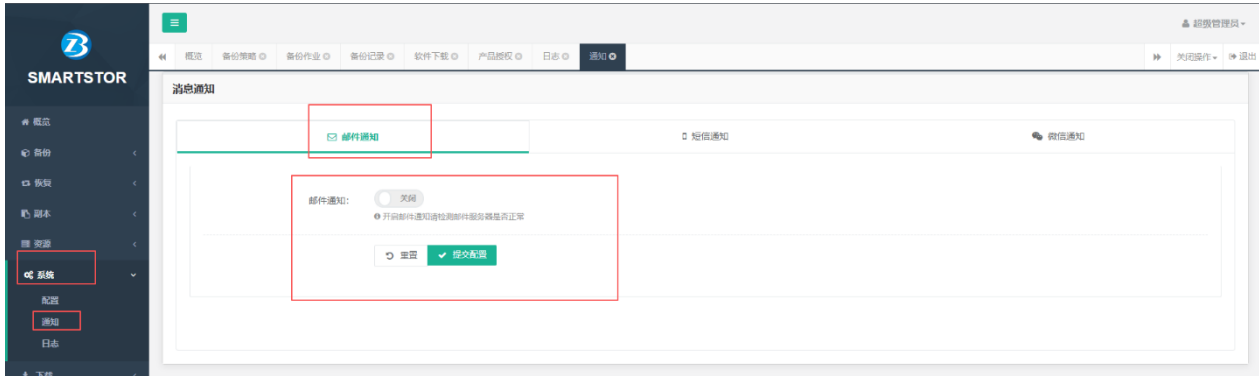 超级管理员
SMARTSTOR
概览 备份策略 备份作业 备份记录 软件下载 产品授权 日志 通知 关闭操作 退出
消息通知
概览
备份
恢复
副本
资源
系统
配置
通知
日志
下载
邮件通知 短信通知 微信通知
邮件通知: 关闭
开启邮件通知请检测邮件服务器是否正常
重置 提交配置